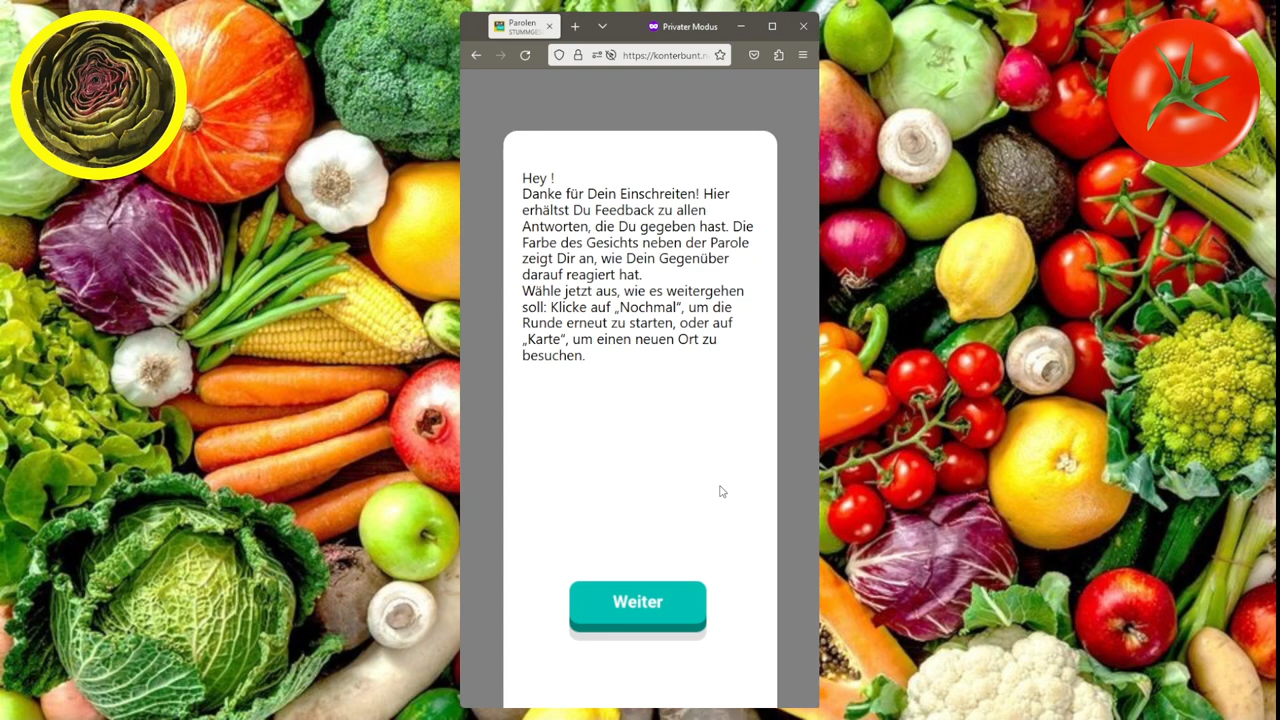 Parolen
STUMMGES
Privater Modus
https://konterbunt.
Hey !
Danke für Dein Einschreiten! Hier
erhältst Du Feedback zu allen
Antworten, die Du gegeben hast. Die
Farbe des Gesichts neben der Parole
zeigt Dir an, wie Dein Gegenüber
darauf reagiert hat.
Wähle jetzt aus, wie es weitergehen
soll: Klicke auf „Nochmal“, um die
Runde erneut zu starten, oder auf
„Karte“, um einen neuen Ort zu
besuchen.
Weiter